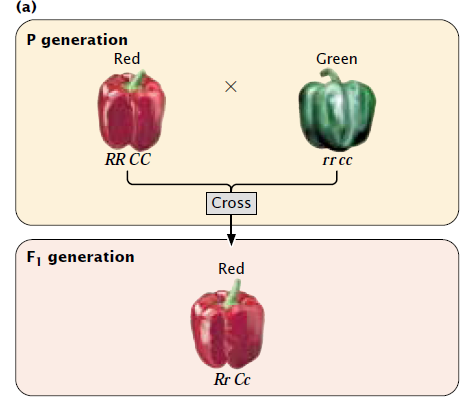 (a)
P generation
Red
Green
×
RR CC
rr cc
Cross
F₁ generation
Red
Rr Cc